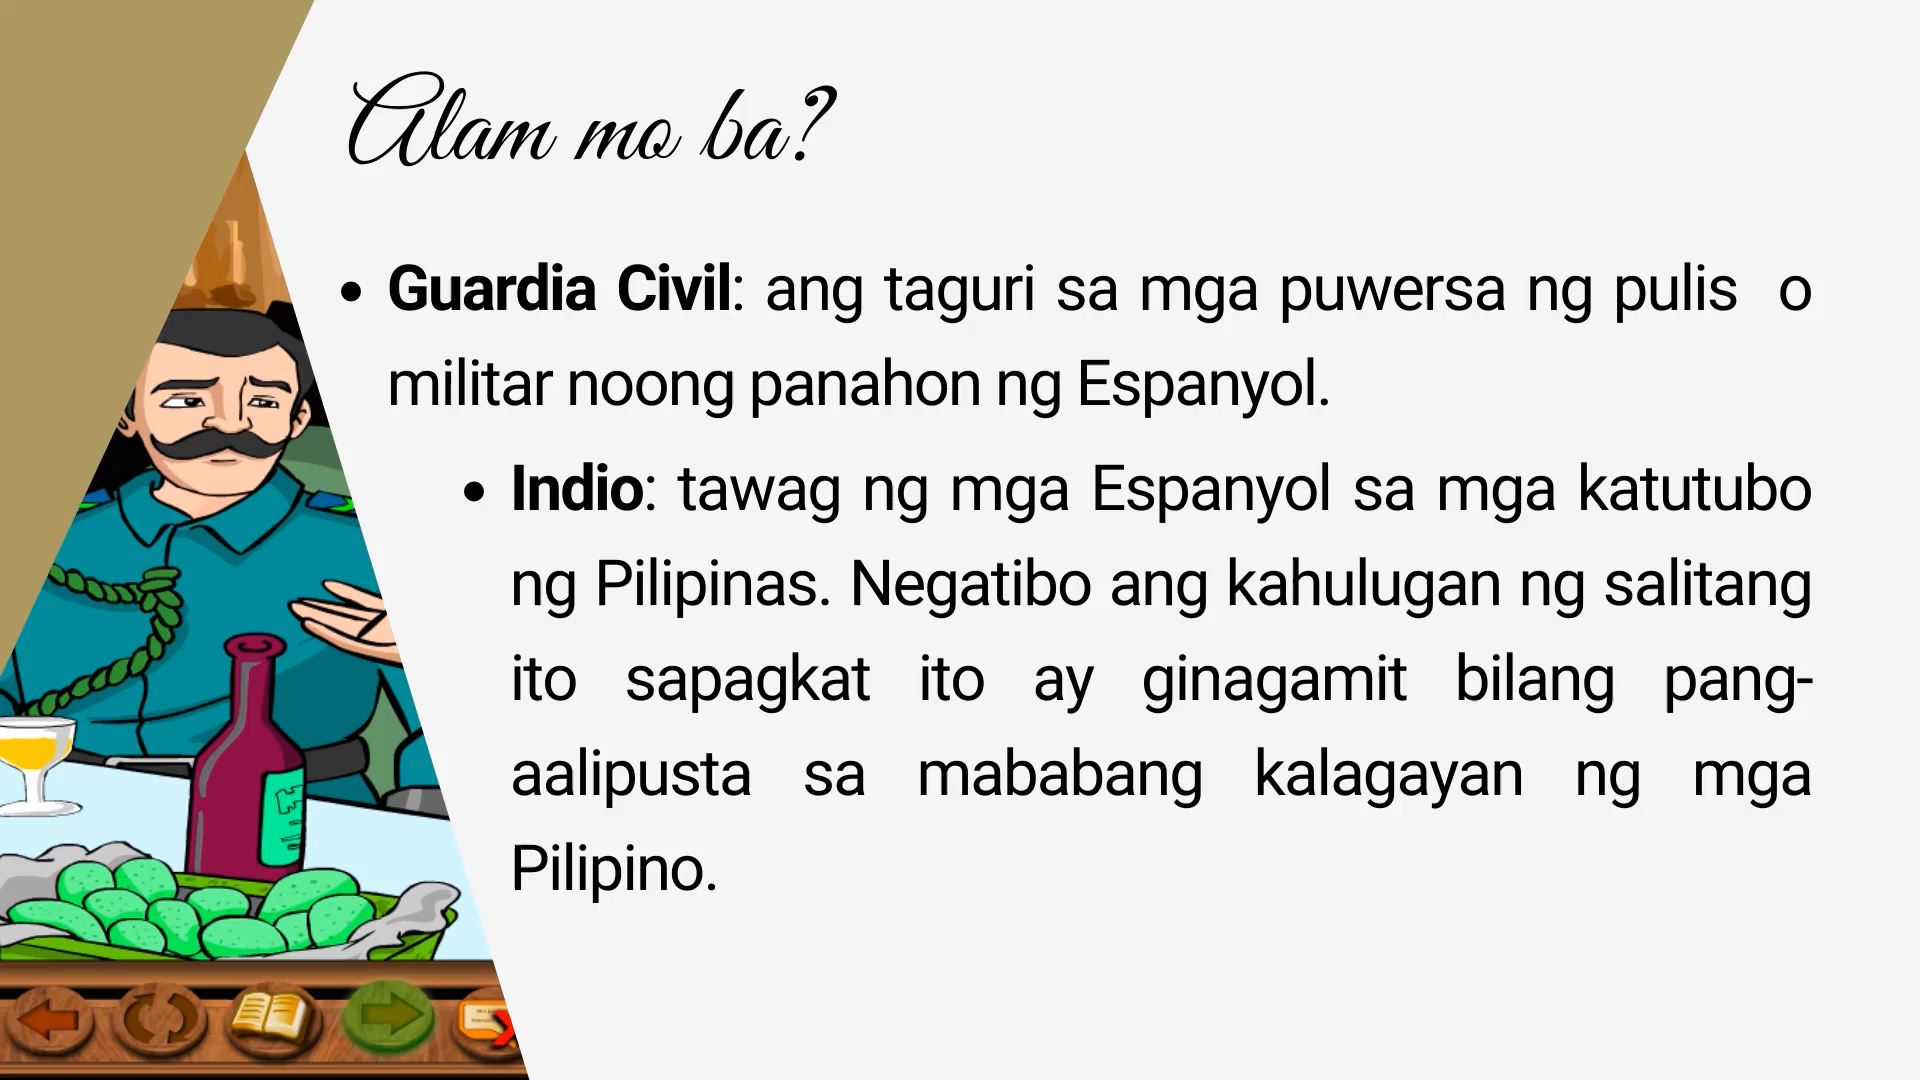 Alam mo ba?
• Guardia Civil: ang taguri sa mga puwersa ng pulis o
militar noong panahon ng Espanyol.
• Indio: tawag ng mga Espanyol sa mga katutubo
ng Pilipinas. Negatibo ang kahulugan ng salitang
ito sapagkat ito ay ginagamit bilang pang-
aalipusta sa mababang kalagayan ng mga
Pilipino.